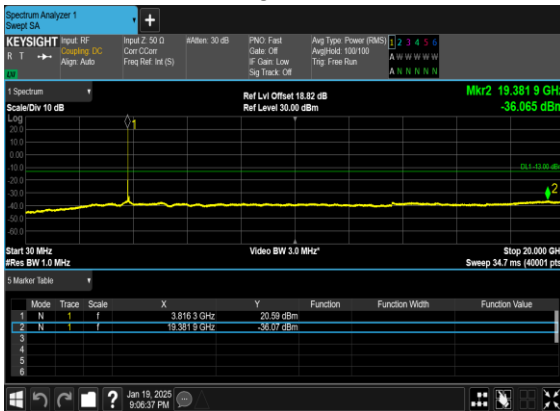 Spectrum Analyzer 1
Swept SA
+
KEYSIGHT Input: RF Input Z: 50 Ω #Atten: 30 dB PNO: Fast Avg Type: Power (RMS) 1 2 3 4 5 6
R T Coupling: DC Corr CCorr Gate: Off Avg|Hold: 100/100 A W W W W W
Align: Auto Freq Ref: Int (S) IF Gain: Low Trig: Free Run
Sig Track: Off A N N N N N
1 Spectrum Ref Lvl Offset 18.82 dB Mkr2 19.381 9 GHz
Scale/Div 10 dB Ref Level 30.00 dBm -36.065 dBm
Log
20.0
10.0
0.00
-10.0
-20.0
-30.0
-40.0
-50.0
-60.0
1
DL1 -13.00 dBm
2
Start 30 MHz Video BW 3.0 MHz* Stop 20.000 GH
#Res BW 1.0 MHz Sweep 34.7 ms (40001 pts
5 Marker Table
Mode Trace Scale X Y Function Function Width Function Value
1 N 1 f 3.816 3 GHz 20.59 dBm
2 N 1 f 19.381 9 GHz -36.07 dBm
3
4
5
6
? Jan 19, 2025
9:06:37 PM